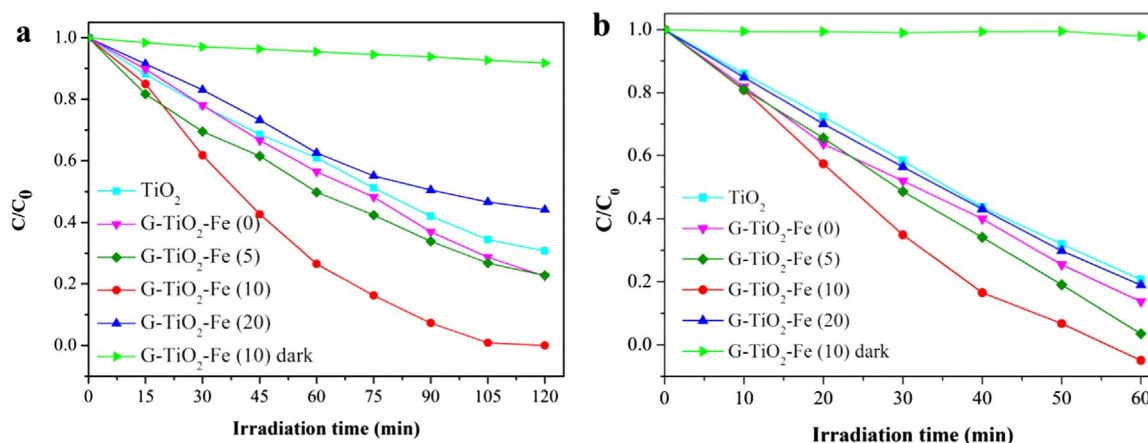 a
1.0
0.8
0.6
0.4
0.2
0.0
C/C₀
TiO₂
G-TiO₂-Fe (0)
G-TiO₂-Fe (5)
G-TiO₂-Fe (10)
G-TiO₂-Fe (20)
G-TiO₂-Fe (10) dark
0 15 30 45 60 75 90 105 120
Irradiation time (min)
b
1.0
0.8
0.6
0.4
0.2
0.0
C/C₀
TiO₂
G-TiO₂-Fe (0)
G-TiO₂-Fe (5)
G-TiO₂-Fe (10)
G-TiO₂-Fe (20)
G-TiO₂-Fe (10) dark
0 10 20 30 40 50 60
Irradiation time (min)